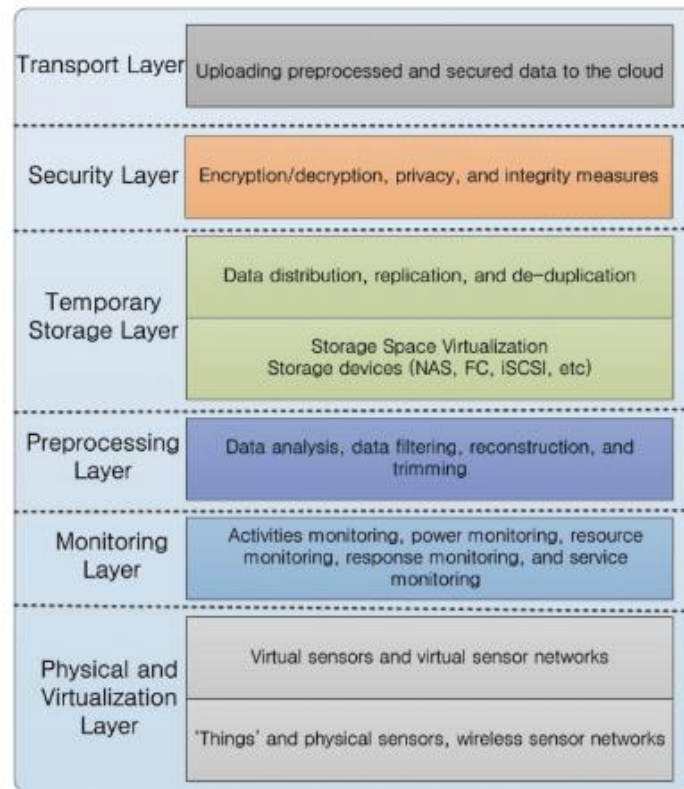 Transport Layer
Uploading preprocessed and secured data to the cloud
Security Layer
Encryption/decryption, privacy, and integrity measures
Temporary
Storage Layer
Data distribution, replication, and de-duplication
Storage Space Virtualization
Storage devices (NAS, FC, iSCSI, etc)
Preprocessing
Layer
Data analysis, data filtering, reconstruction, and
trimming
Monitoring
Layer
Activities monitoring, power monitoring, resource
monitoring, response monitoring, and service
monitoring
Physical and
Virtualization
Layer
Virtual sensors and virtual sensor networks
'Things' and physical sensors, wireless sensor networks